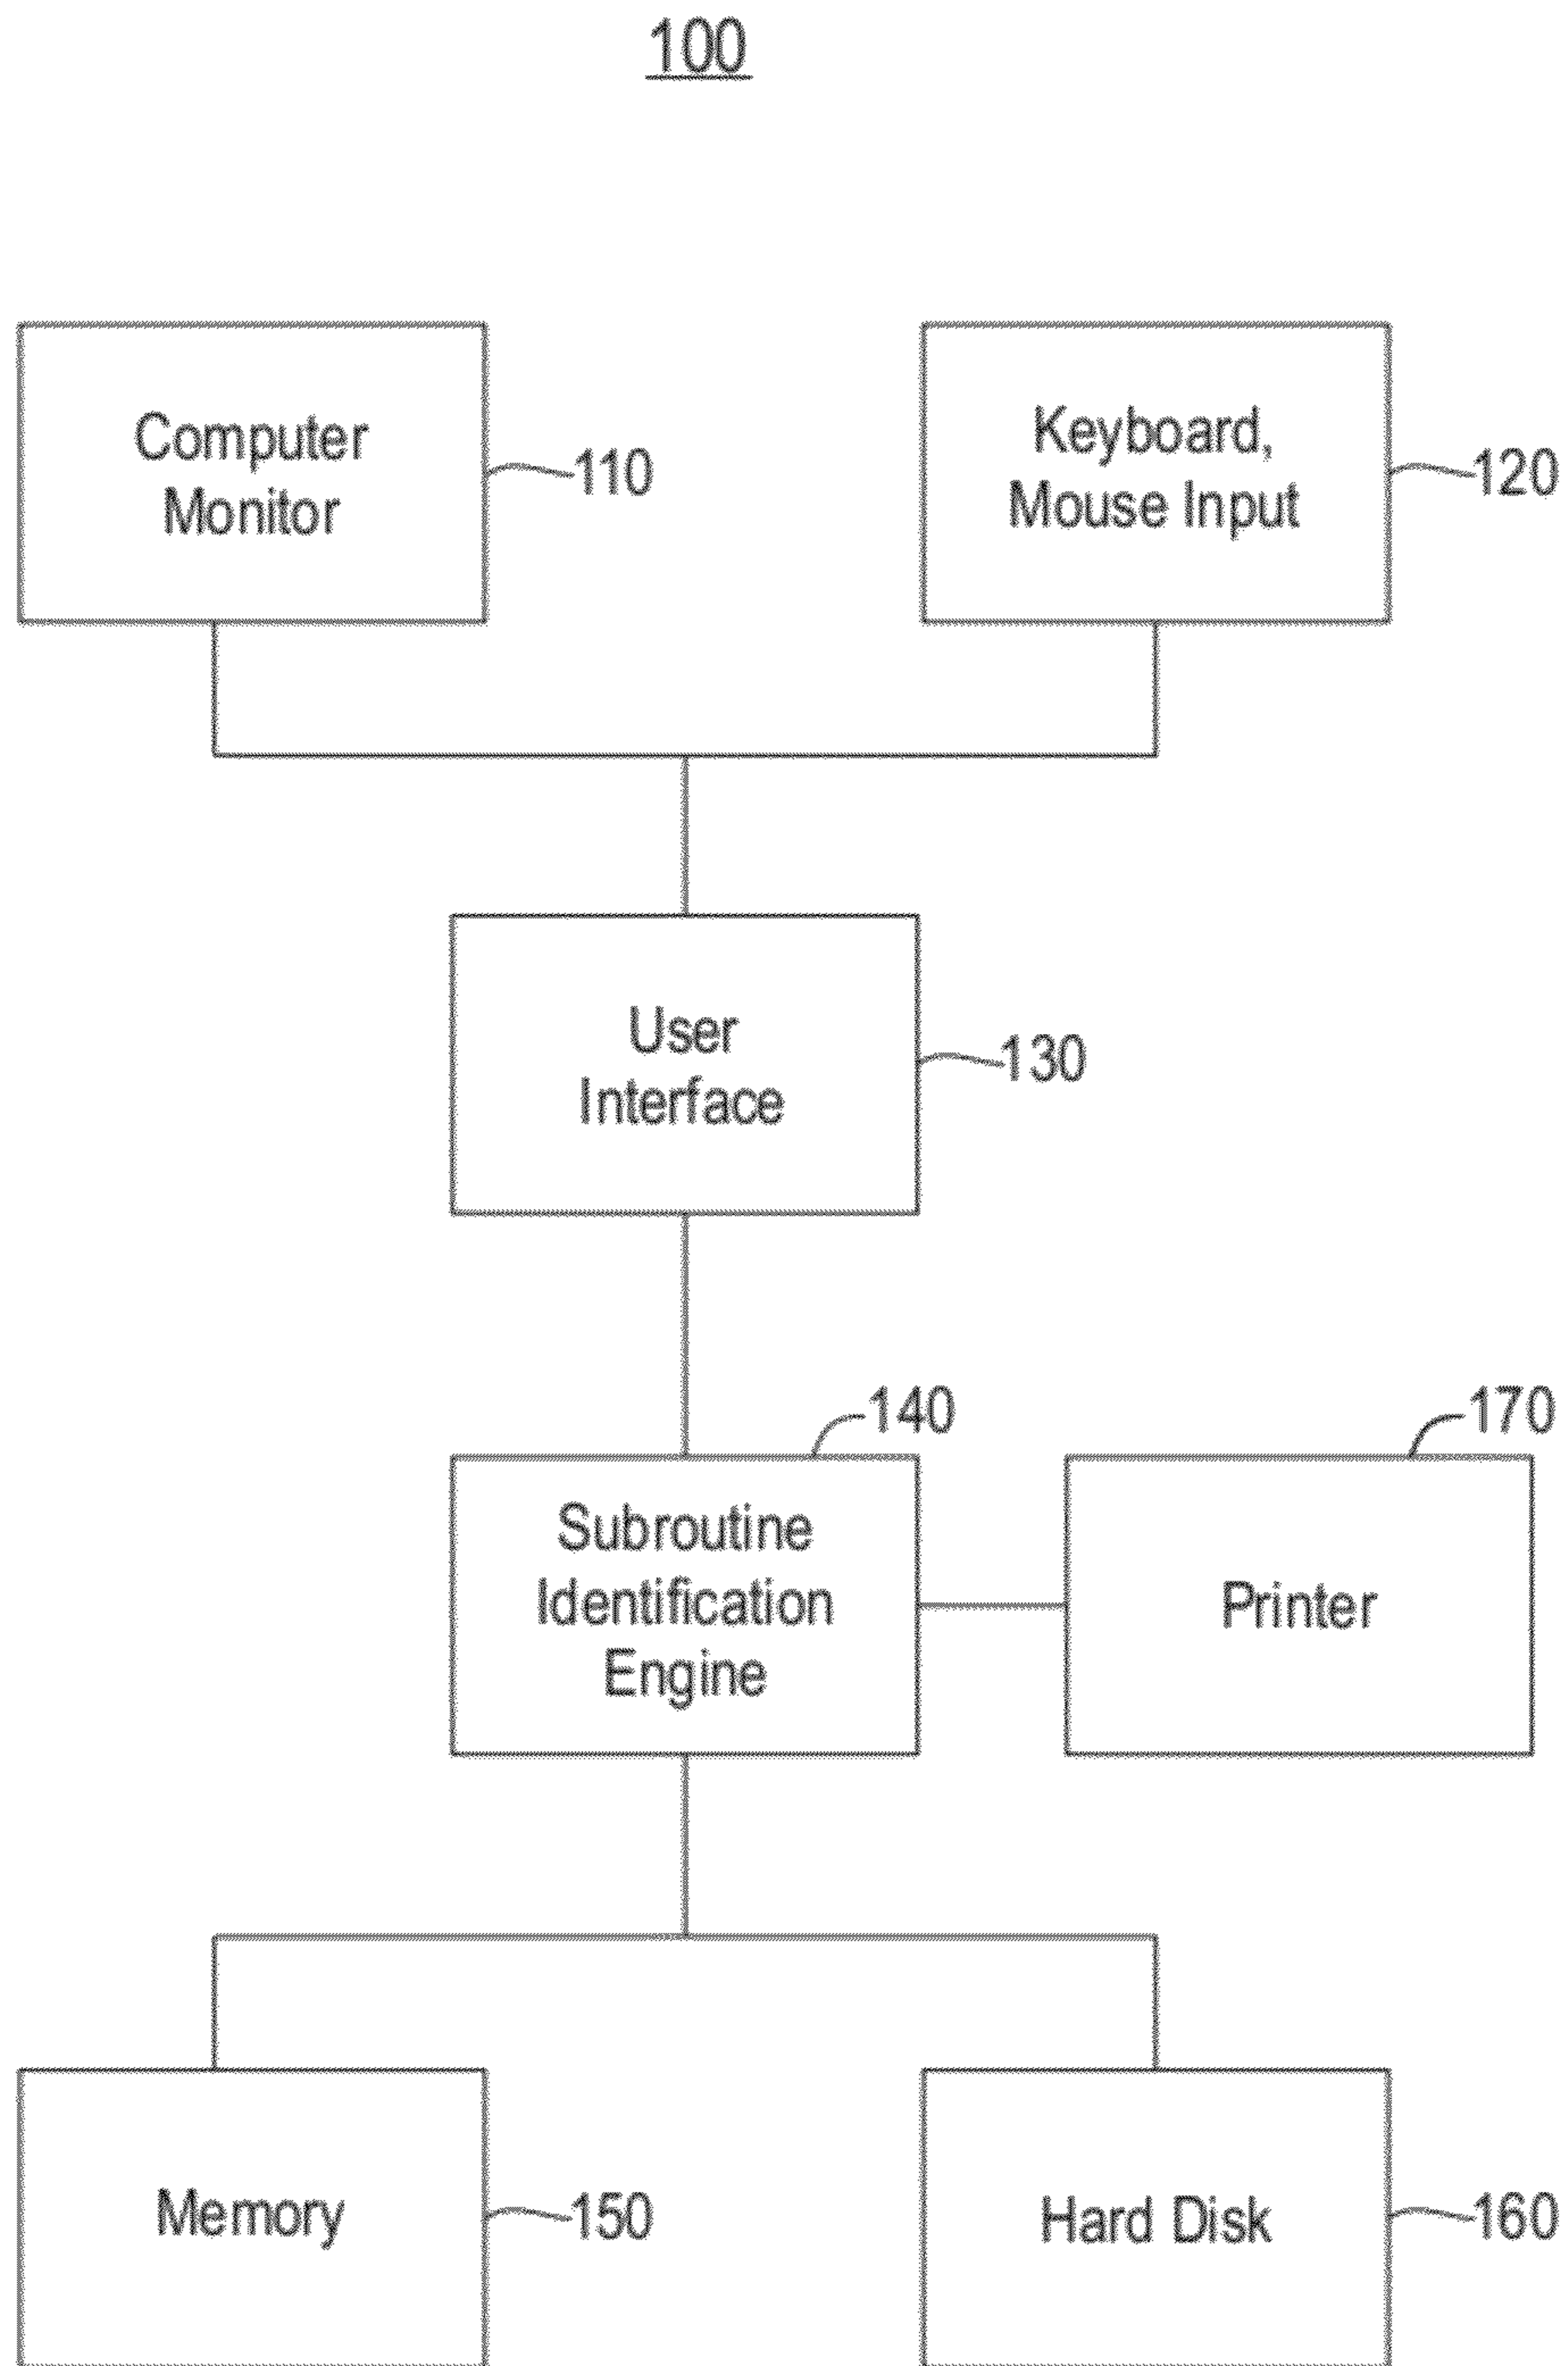 100
Computer
Monitor
110
Keyboard,
Mouse Input
120
User
Interface
130
140
Subroutine
Identification
Engine
170
Printer
Memory
150
Hard Disk
160